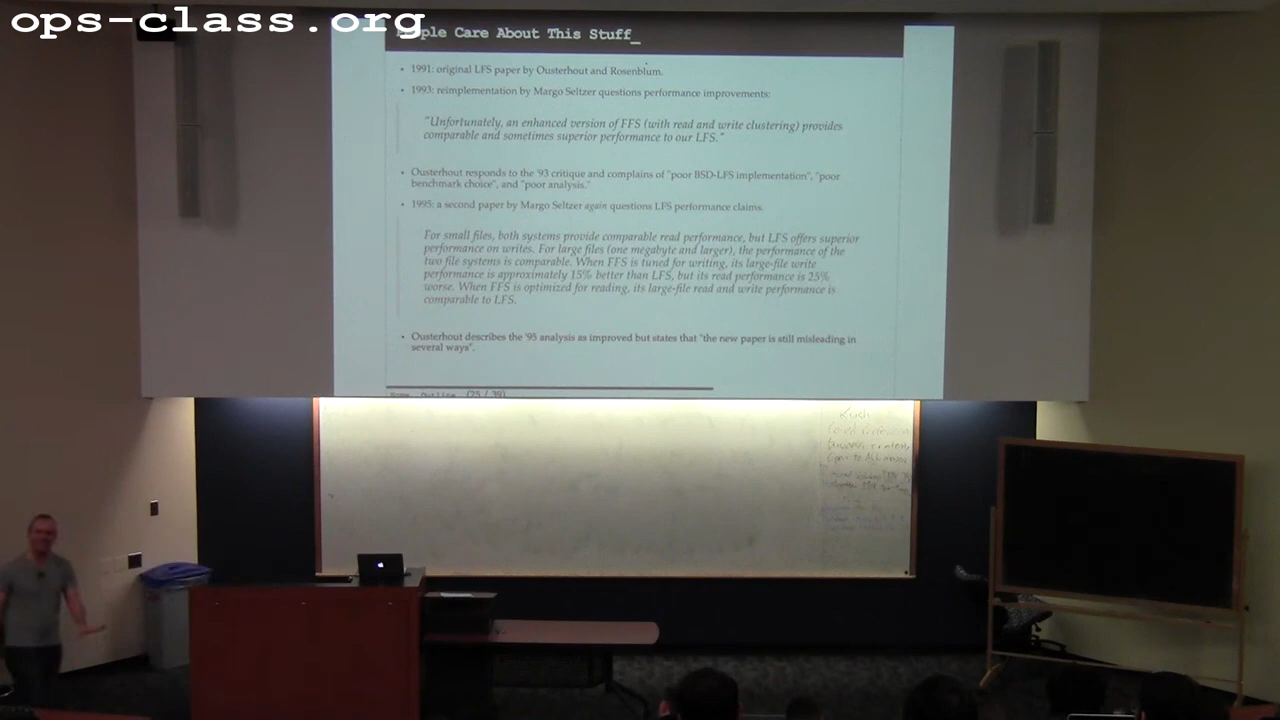 ops-class.org
ple Care About This Stuff_
• 1991: original LFS paper by Ousterhout and Rosenblum.
• 1993: reimplementation by Margo Seltzer questions performance improvements:
"Unfortunately, an enhanced version of FFS (with read and write clustering) provides
comparable and sometimes superior performance to our LFS."
• Ousterhout responds to the '93 critique and complains of "poor BSD-LFS implementation", "poor
benchmark choice", and "poor analysis."
• 1995: a second paper by Margo Seltzer again questions LFS performance claims.
For small files, both systems provide comparable read performance, but LFS offers superior
performance on writes. For large files (one megabyte and larger), the performance of the
two file systems is comparable. When FFS is tuned for writing, its large-file write
performance is approximately 15% better than LFS, but its read performance is 25%
worse. When FFS is optimized for reading, its large-file read and write performance is
comparable to LFS.
• Ousterhout describes the '95 analysis as improved but states that "the new paper is still misleading in
several ways".
Home Outline (25 / 39)